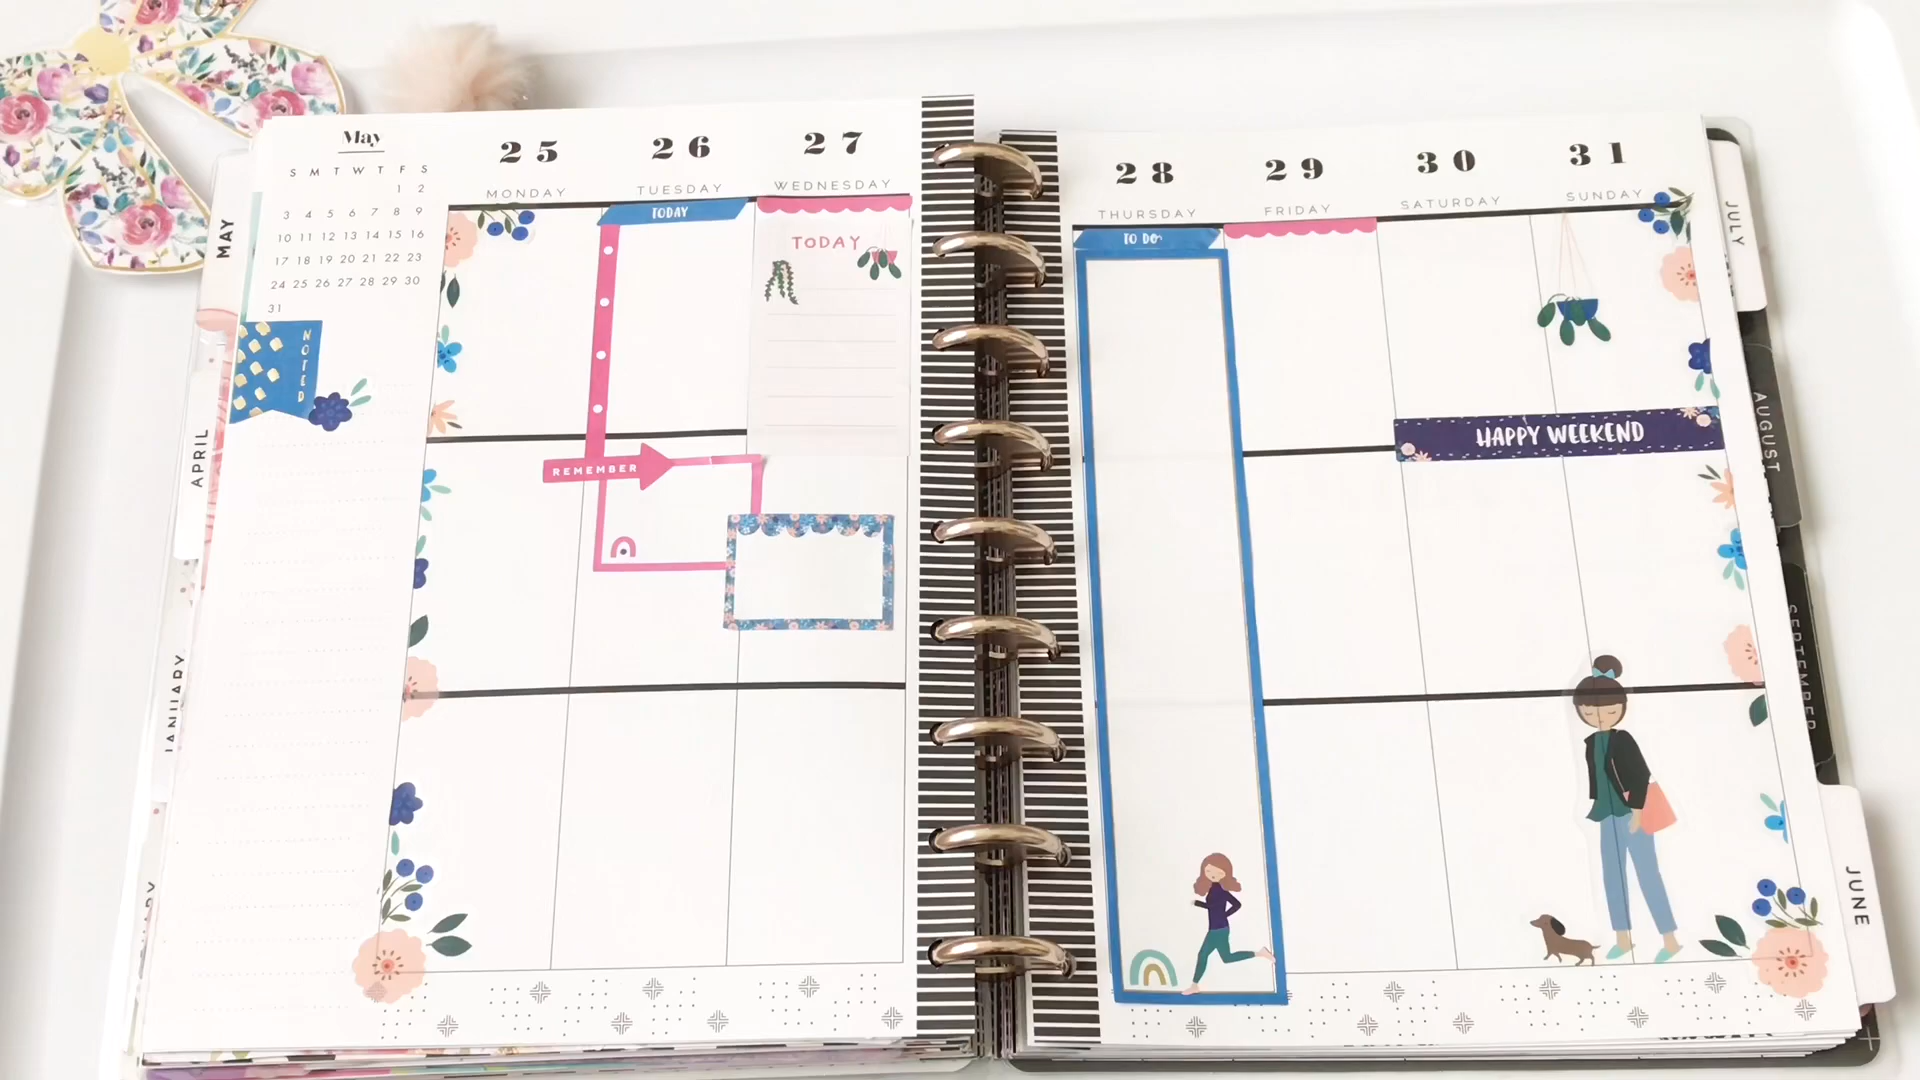 May
S M T W T F S
1 2
3 4 5 6 7 8 9
10 11 12 13 14 15 16
17 18 19 20 21 22 23
24 25 26 27 28 29 30
31
NOTED
25
MONDAY
26
TUESDAY
27
WEDNESDAY
TODAY
TODAY
REMEMBER
28
THURSDAY
29
FRIDAY
30
SATURDAY
31
SUNDAY
TO DO
HAPPY WEEKEND
MAY
APRIL
JANUARY
JULY
AUGUST
SEPTEMBER
JUNE